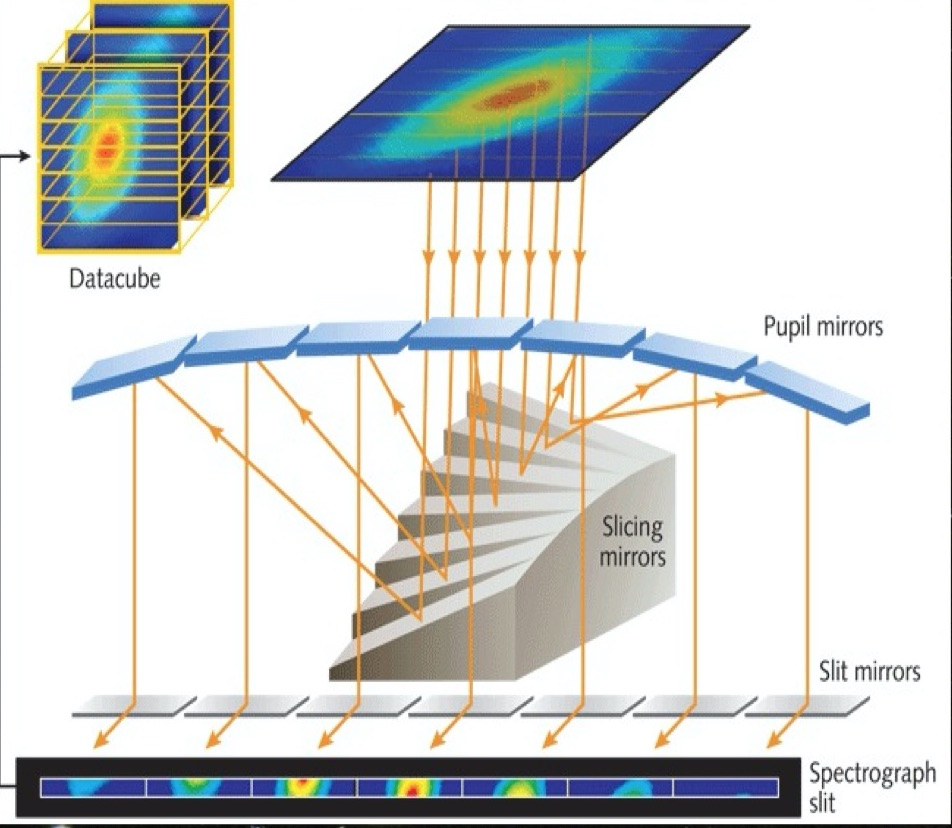 Datacube
Pupil mirrors
Slicing
mirrors
Slit mirrors
Spectrograph
slit